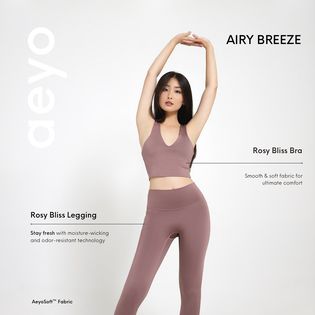 aeyo
AIRY BREEZE
Rosy Bliss Bra
Smooth & soft fabric for
ultimate comfort
Rosy Bliss Legging
Stay fresh with moisture-wicking
and odor-resistant technology
AeyoSoft™ Fabric